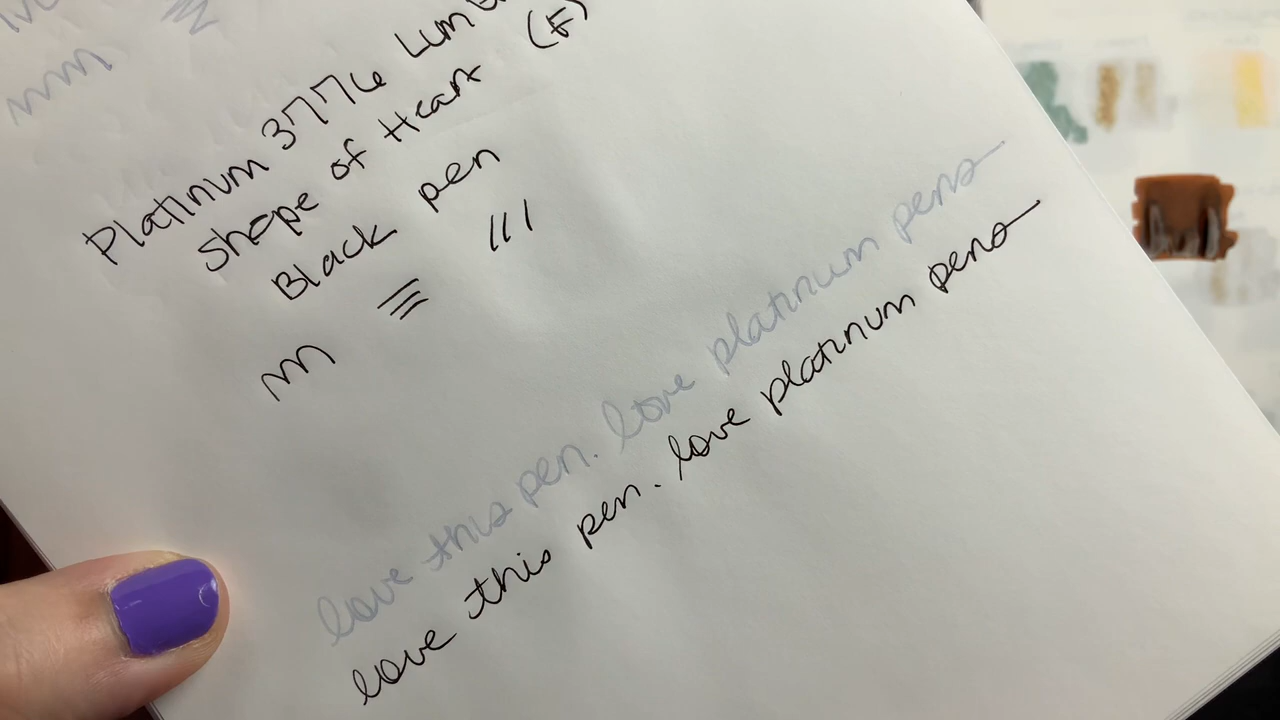 Platinum 3776
Shape of Heart (F)
Black pen
love this pen. love platinum pens
love this pen. love platinum pens